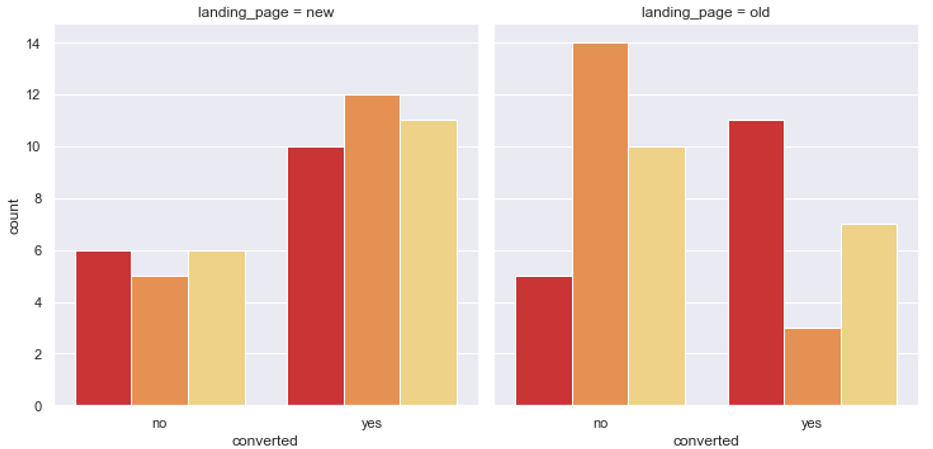 landing_page = new
landing_page = old
14
12
10
8
6
4
2
0
count
no
yes
no
yes
converted
converted